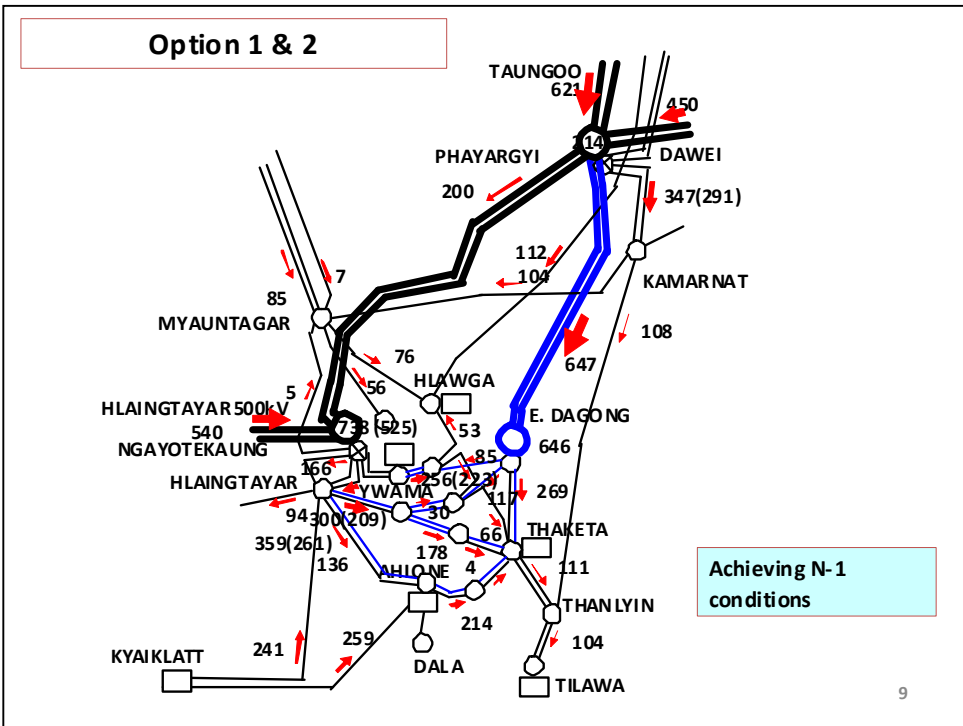 Option 1 & 2
TAUNGOO
621
450
214
PHAYARGYI
DAWEI
200
347(291)
112
104
7
KAMARNAT
85
MYAUNTAGAR
108
76
647
5
56
HLAWGA
HLAINGTAYAR 500kV
E. DAGONG
540
738 (525)
53
646
NGAYOTEKAUNG
85
166
256(223)
HLAINGTAYAR
YWAMA
117
269
94
300(209)
30
66
THAKETA
359(261)
178
136
AHLONE
4
111
Achieving N-1
conditions
THANLYIN
214
259
241
104
KYAIKLATT
DALA
TILAWA
9